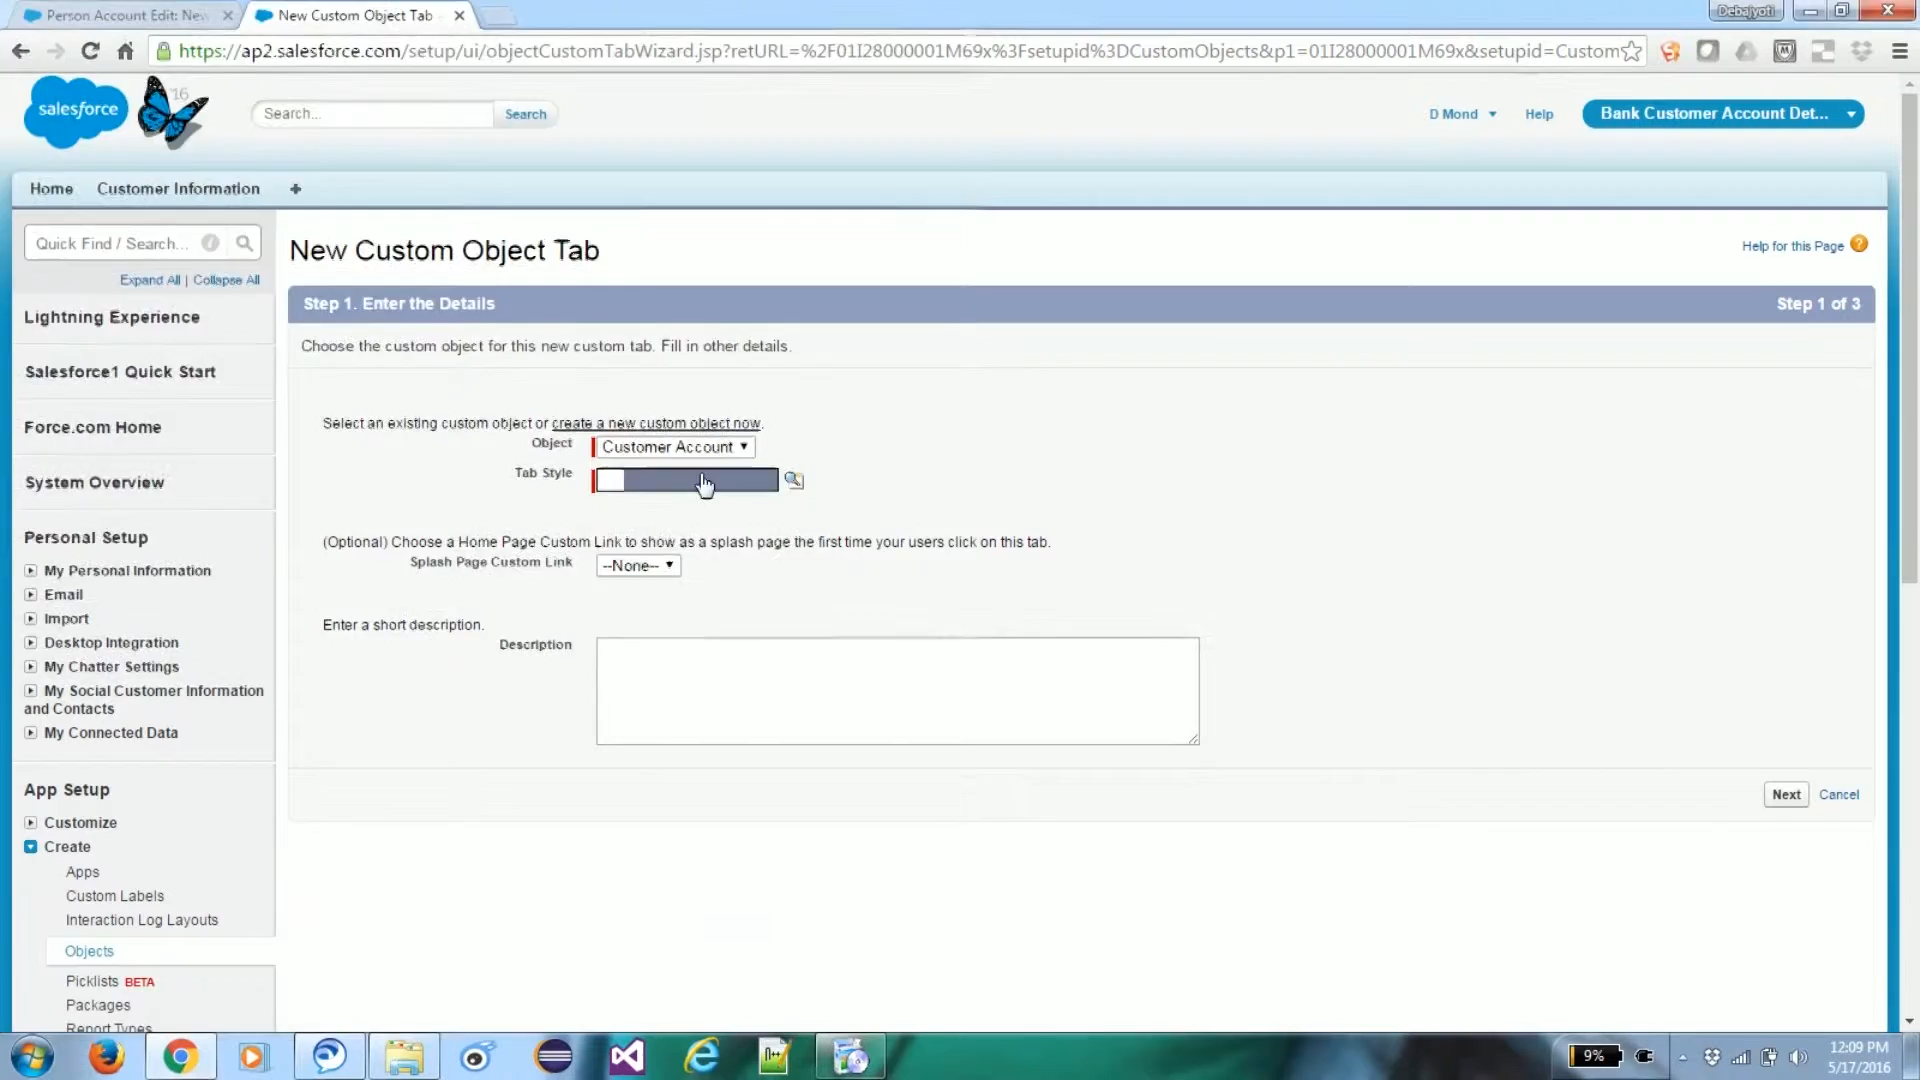 Person Account Edit: New
New Custom Object Tab
Debajyoti
https://ap2.salesforce.com/setup/ui/objectCustomTabWizard.jsp?retURL=%2F01I28000001M69x%3Fsetupid%3DCustomObjects&p1=01I28000001M69x&setupid=Custom
salesforce
'16
Search...
Search
D Mond
Help
Bank Customer Account Det...
Home
Customer Information
+
Quick Find / Search...
Expand All | Collapse All
Lightning Experience
Salesforce1 Quick Start
Force.com Home
System Overview
Personal Setup
My Personal Information
Email
Import
Desktop Integration
My Chatter Settings
My Social Customer Information
and Contacts
My Connected Data
App Setup
Customize
Create
Apps
Custom Labels
Interaction Log Layouts
Objects
Picklists BETA
Packages
Report Types
New Custom Object Tab
Help for this Page
Step 1. Enter the Details
Step 1 of 3
Choose the custom object for this new custom tab. Fill in other details.
Select an existing custom object or create a new custom object now.
Object
Customer Account
Tab Style
(Optional) Choose a Home Page Custom Link to show as a splash page the first time your users click on this tab.
Splash Page Custom Link
--None--
Enter a short description.
Description
Next
Cancel
9%
12:09 PM
5/17/2016